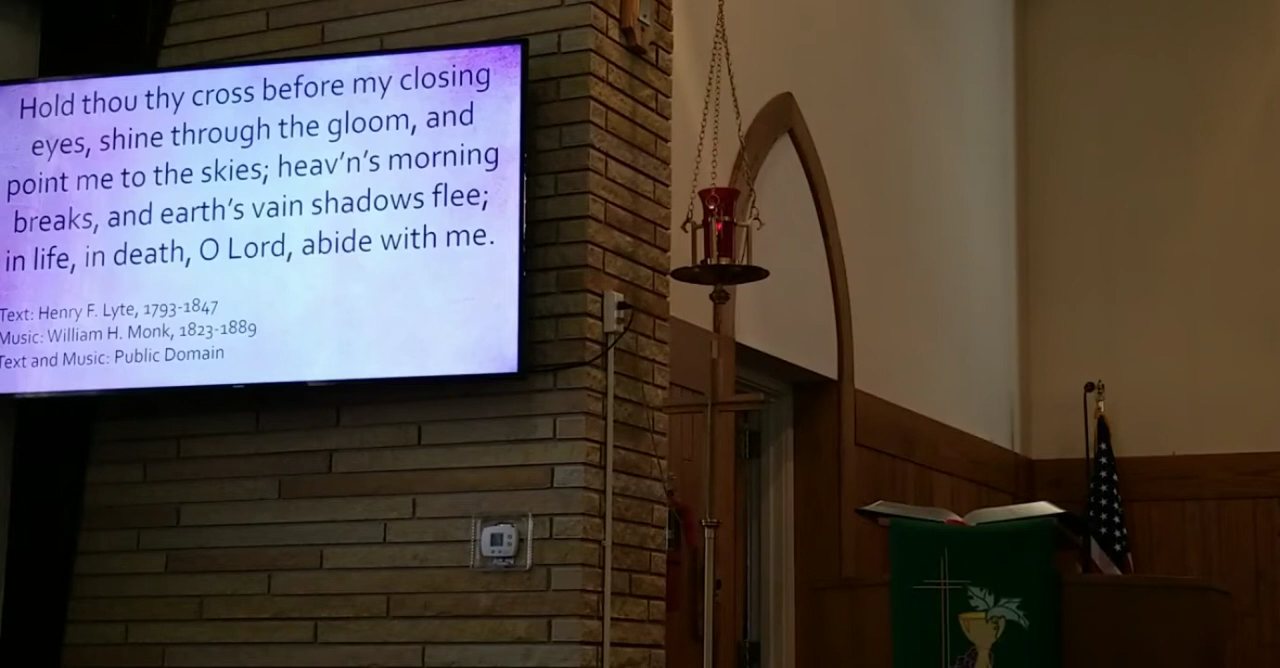 Hold thou thy cross before my closing
eyes, shine through the gloom, and
point me to the skies; heav'n's morning
breaks, and earth's vain shadows flee;
in life, in death, O Lord, abide with me.
Text: Henry F. Lyte, 1793-1847
Music: William H. Monk, 1823-1889
Text and Music: Public Domain